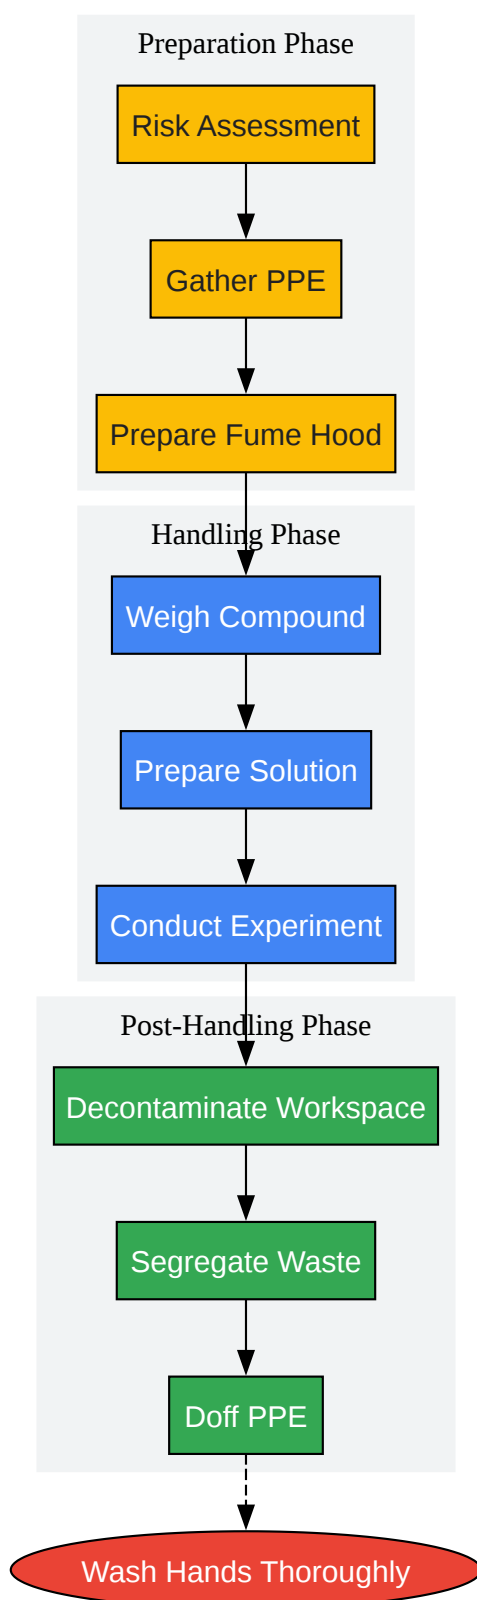 Preparation Phase
Risk Assessment
Gather PPE
Prepare Fume Hood
Handling Phase
Weigh Compound
Prepare Solution
Conduct Experiment
Post-Handling Phase
Decontaminate Workspace
Segregate Waste
Doff PPE
Wash Hands Thoroughly